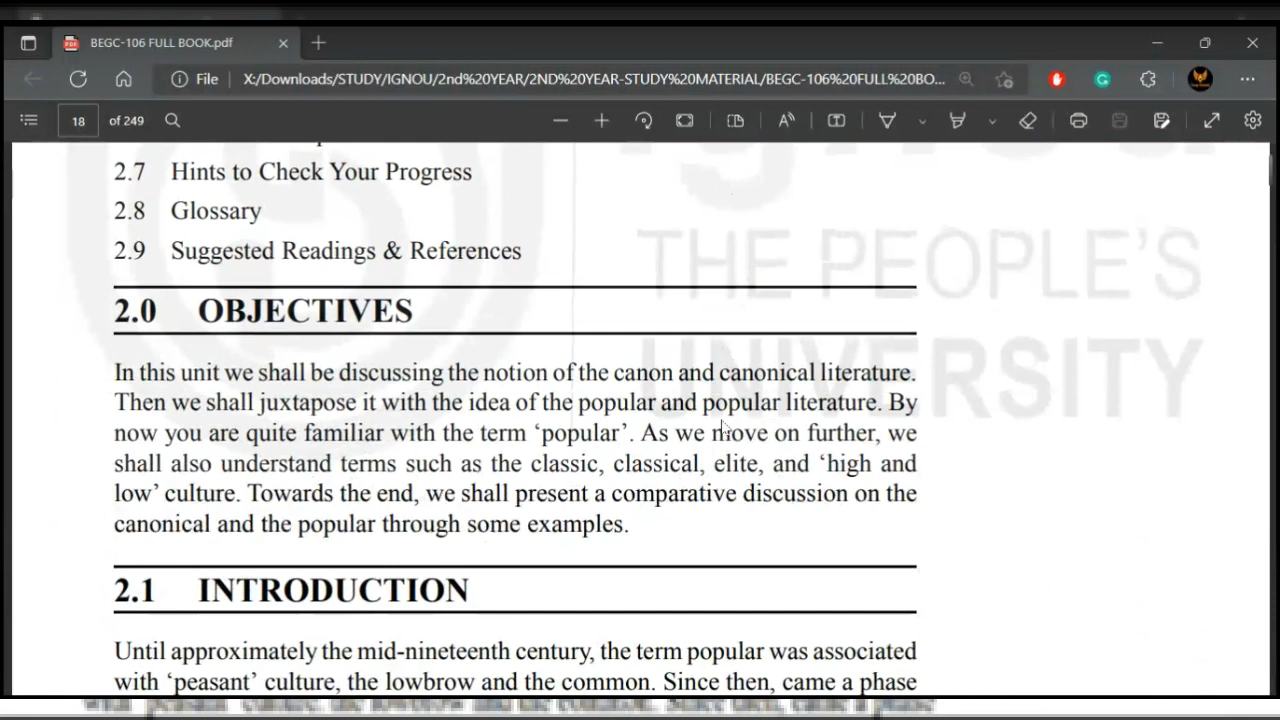 BEGC-106 FULL BOOK.pdf
File X:/Downloads/STUDY/IGNOU/2nd%20YEAR/2ND%20YEAR-STUDY%20MATERIAL/BEGC-106%20FULL%20BO...
18 of 249
2.7 Hints to Check Your Progress
2.8 Glossary
2.9 Suggested Readings & References
THE PEOPLE'S
UNIVERSITY
2.0 OBJECTIVES
In this unit we shall be discussing the notion of the canon and canonical literature.
Then we shall juxtapose it with the idea of the popular and popular literature. By
now you are quite familiar with the term ‘popular’. As we move on further, we
shall also understand terms such as the classic, classical, elite, and ‘high and
low’ culture. Towards the end, we shall present a comparative discussion on the
canonical and the popular through some examples.
2.1 INTRODUCTION
Until approximately the mid-nineteenth century, the term popular was associated
with ‘peasant’ culture, the lowbrow and the common. Since then, came a phase